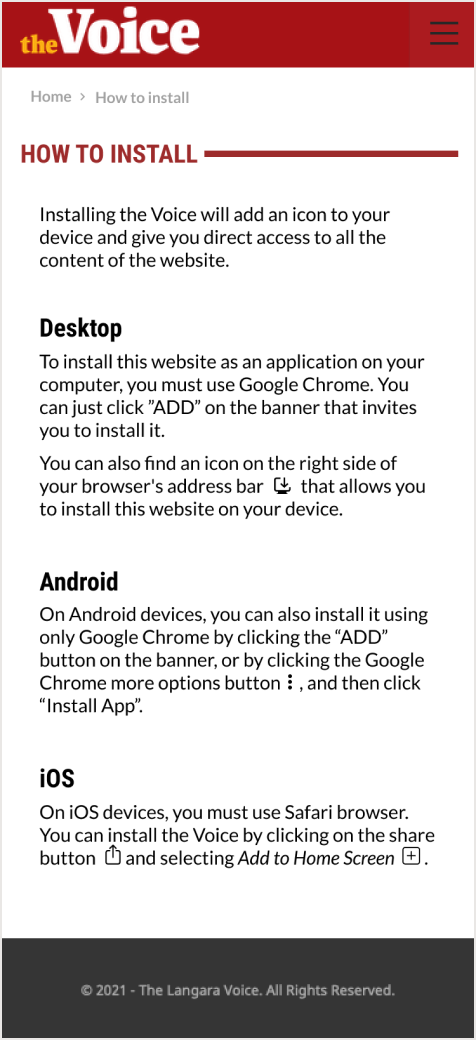 the Voice
Home > How to install
HOW TO INSTALL
Installing the Voice will add an icon to your
device and give you direct access to all the
content of the website.
Desktop
To install this website as an application on your
computer, you must use Google Chrome. You
can just click ”ADD” on the banner that invites
you to install it.
You can also find an icon on the right side of
your browser's address bar that allows you
to install this website on your device.
Android
On Android devices, you can also install it using
only Google Chrome by clicking the “ADD”
button on the banner, or by clicking the Google
Chrome more options button , and then click
“Install App”.
iOS
On iOS devices, you must use Safari browser.
You can install the Voice by clicking on the share
button and selecting Add to Home Screen .
© 2021 - The Langara Voice. All Rights Reserved.